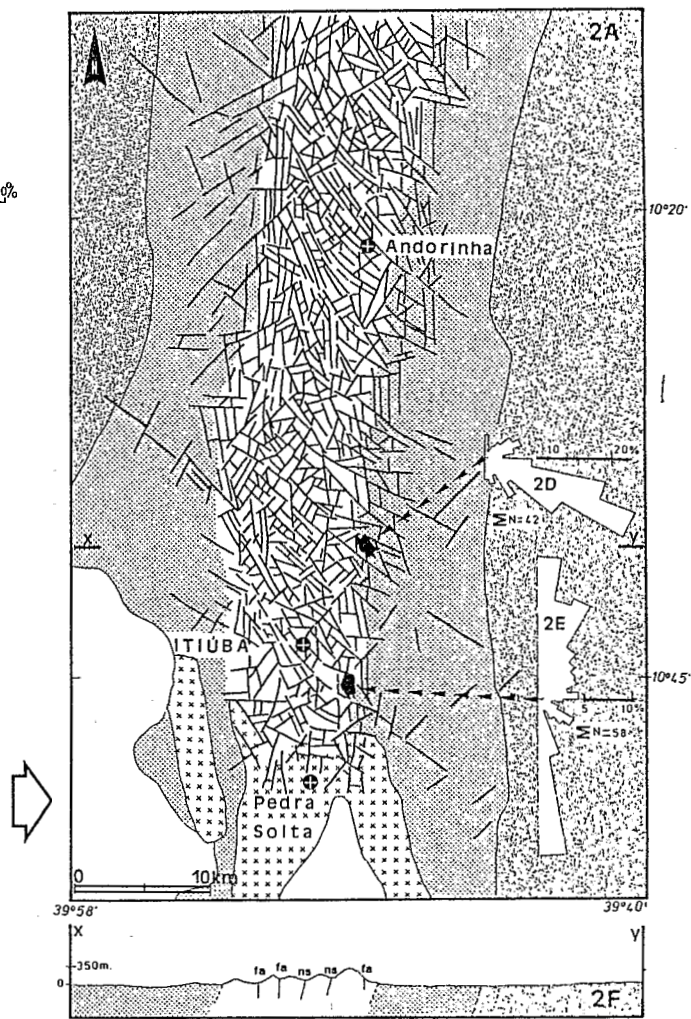 2A
0%
10°20'
Andorinha
10 20%
2D
M N=42
x y
2E
ITIÚBA
10°45'
5 10%
M N=58
Pedra
Solta
0 10km
39°58' 39°40'
x y
350m.
fa fa ns ns fa
0
2F